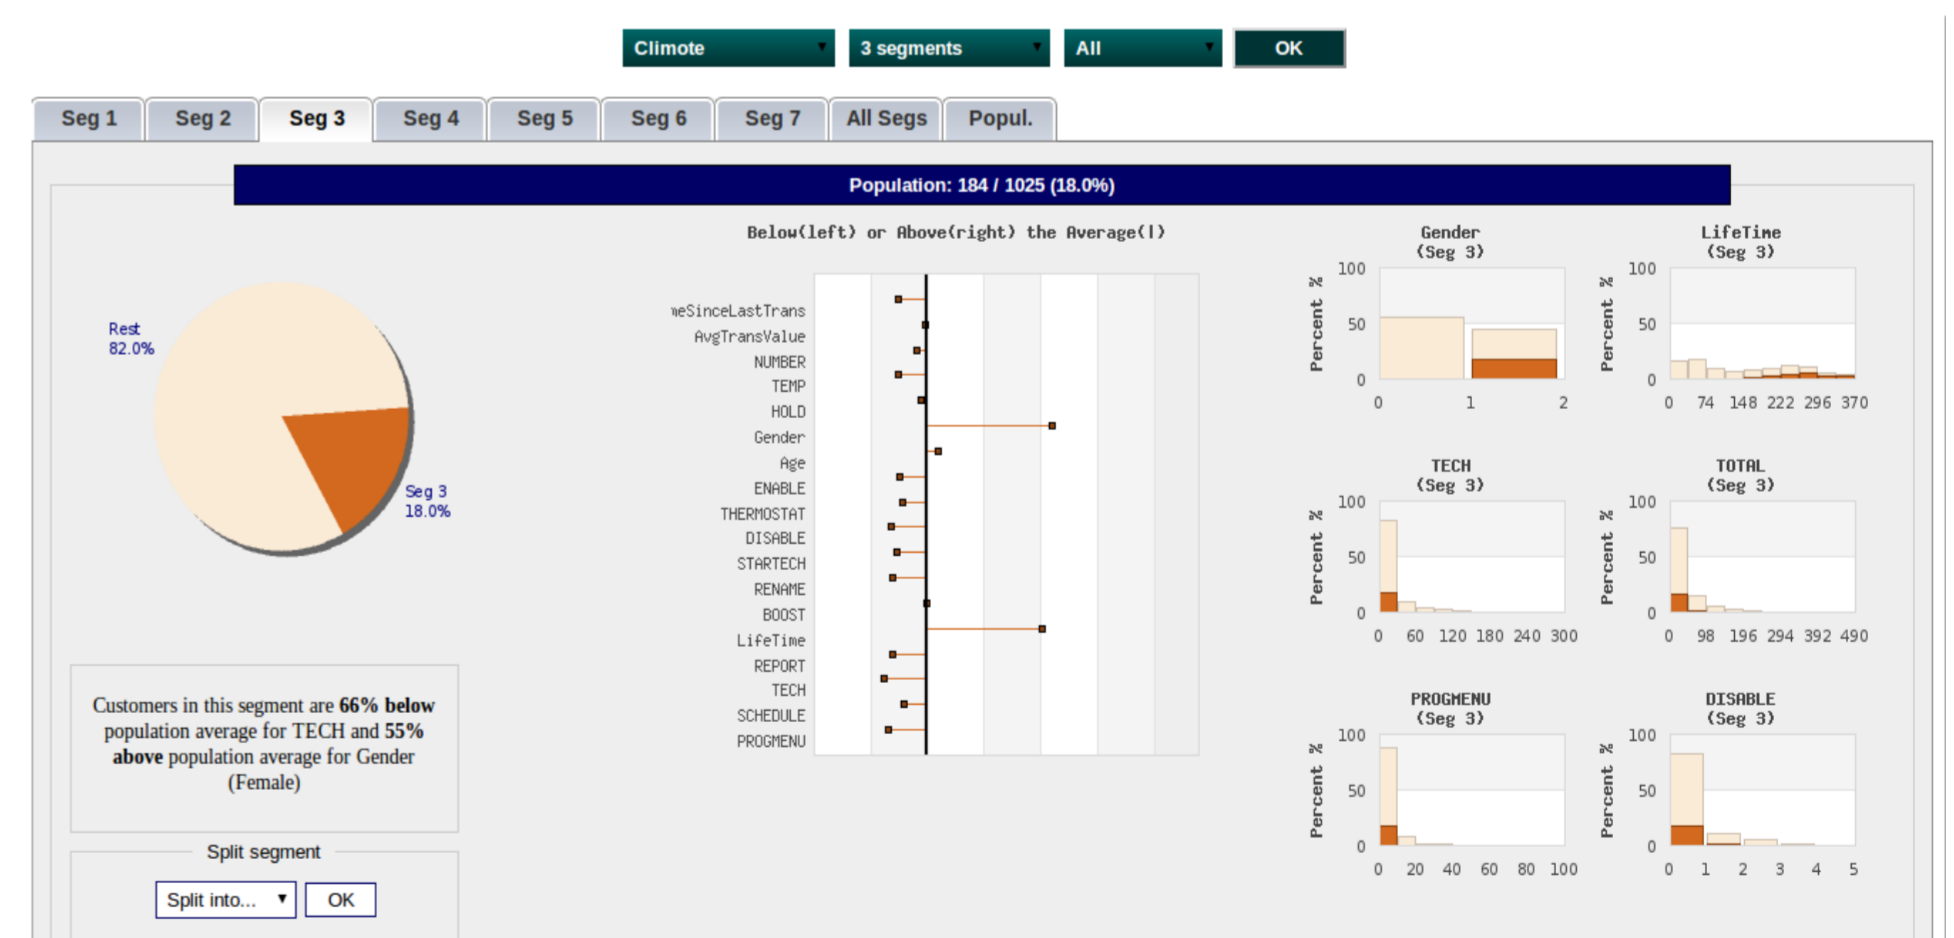 Climote
3 segments
All
OK
Seg 1
Seg 2
Seg 3
Seg 4
Seg 5
Seg 6
Seg 7
All Segs
Popul.
Population: 184 / 1025 (18.0%)
Rest
82.0%
Seg 3
18.0%
Customers in this segment are 66% below
population average for TECH and 55%
above population average for Gender
(Female)
Split segment
Split into...
OK
Below(left) or Above(right) the Average(|)
meSinceLastTrans
AvgTransValue
NUMBER
TEMP
HOLD
Gender
Age
ENABLE
THERMOSTAT
DISABLE
STARTECH
RENAME
BOOST
LifeTime
REPORT
TECH
SCHEDULE
PROGMENU
Gender
(Seg 3)
Percent %
100
50
0
0 1 2
LifeTime
(Seg 3)
Percent %
100
50
0
0 74 148 222 296 370
TECH
(Seg 3)
Percent %
100
50
0
0 60 120 180 240 300
TOTAL
(Seg 3)
Percent %
100
50
0
0 98 196 294 392 490
PROGMENU
(Seg 3)
Percent %
100
50
0
0 20 40 60 80 100
DISABLE
(Seg 3)
Percent %
100
50
0
0 1 2 3 4 5